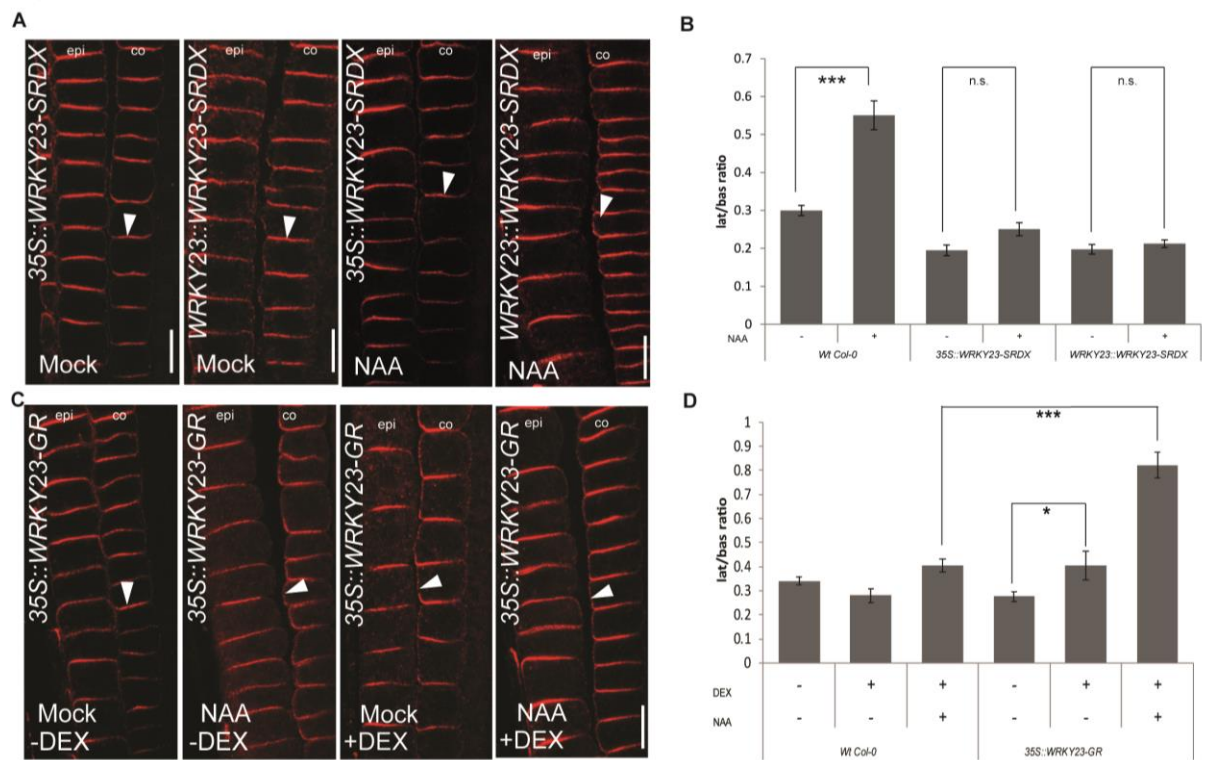 A
35S::WRKY23-SRDX
epi co
Mock
WRKY23::WRKY23-SRDX
epi co
Mock
35S::WRKY23-SRDX
epi co
NAA
WRKY23::WRKY23-SRDX
epi co
NAA
B
lat/bas ratio
0.7
0.6
0.5
0.4
0.3
0.2
0.1
0
***
n.s.
n.s.
NAA - + - + - +
Wt Col-0 35S::WRKY23-SRDX WRKY23::WRKY23-SRDX
C
35S::WRKY23-GR
epi co
Mock
-DEX
35S::WRKY23-GR
epi co
NAA
-DEX
35S::WRKY23-GR
epi co
Mock
+DEX
35S::WRKY23-GR
epi co
NAA
+DEX
D
lat/bas ratio
1
0.9
0.8
0.7
0.6
0.5
0.4
0.3
0.2
0.1
0
***
*
DEX - + + - + +
NAA - - + - - +
Wt Col-0 35S::WRKY23-GR